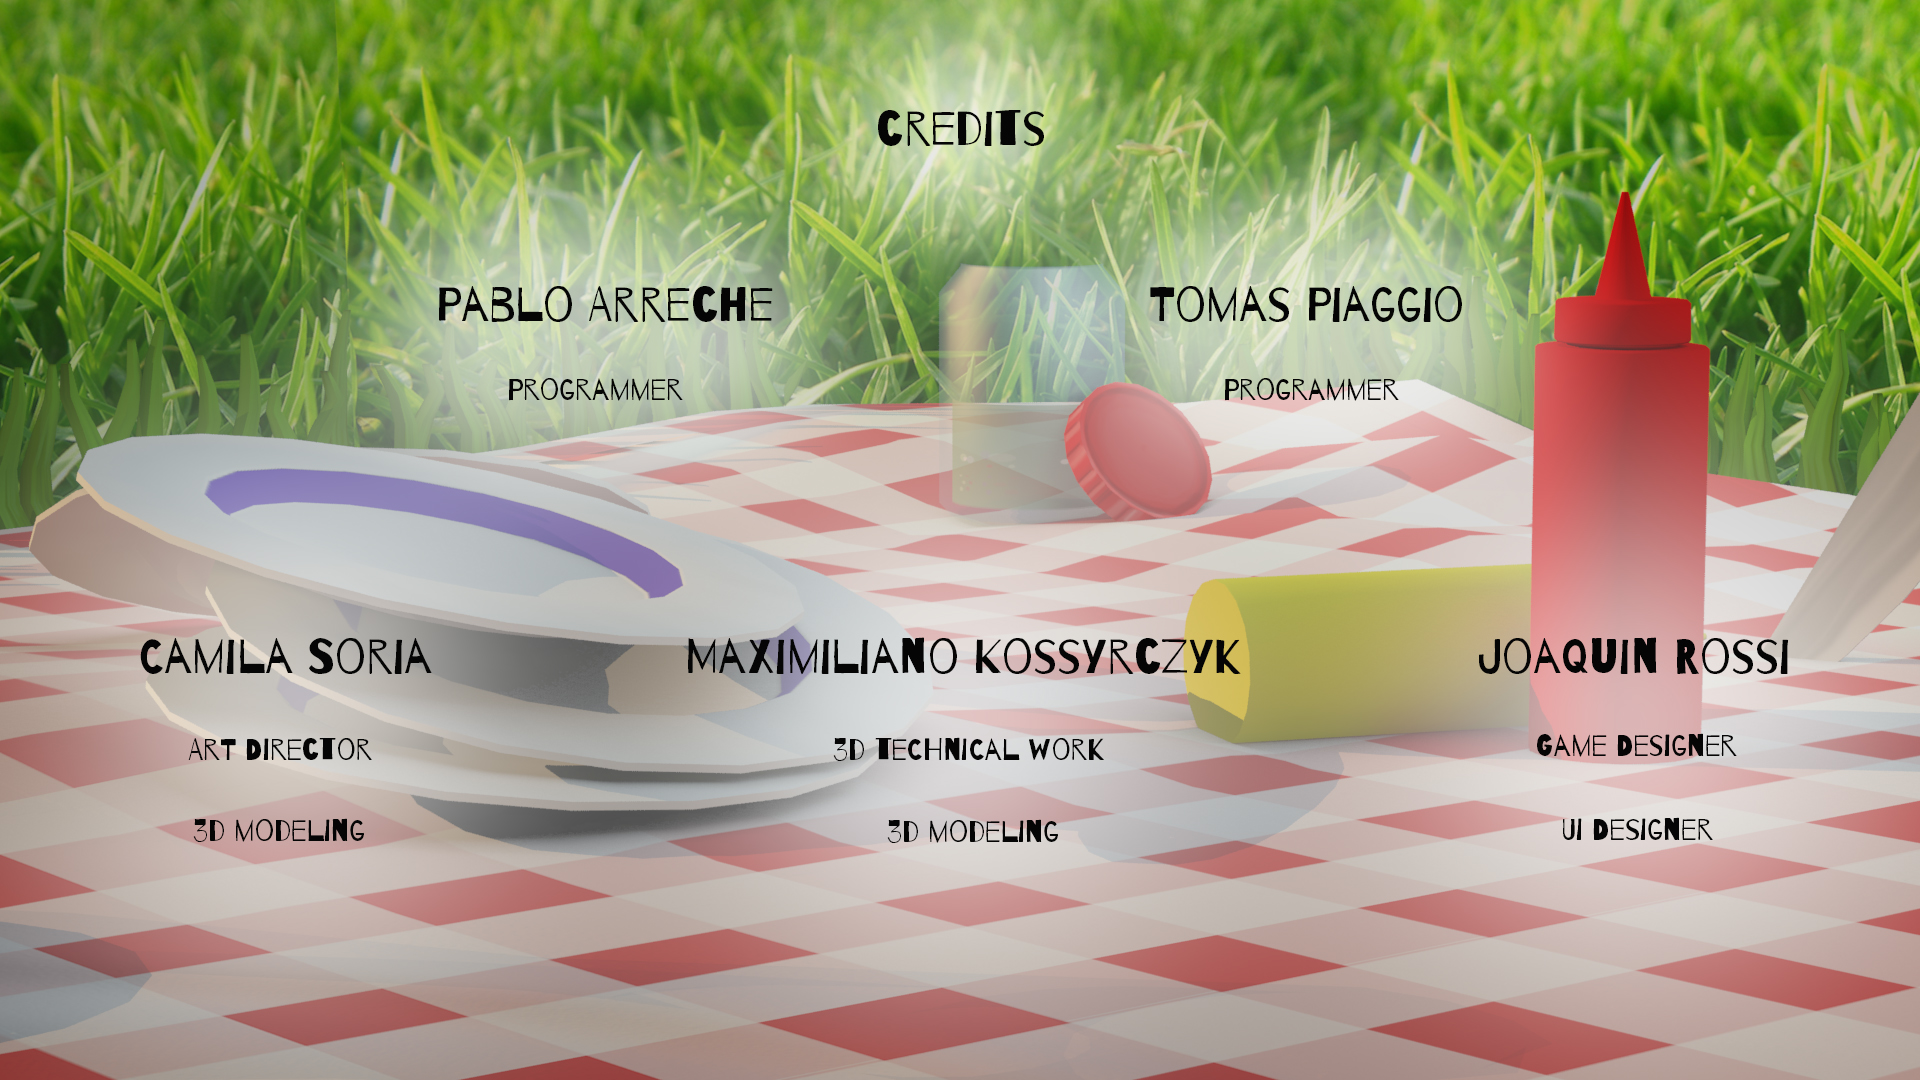 CREDITS
PABLO ARRECHE
PROGRAMMER
TOMAS PIAGGIO
PROGRAMMER
CAMILA SORIA
ART DIRECTOR
3D MODELING
MAXIMILIANO KOSSYRCZYK
3D TECHNICAL WORK
3D MODELING
JOAQUIN ROSSI
GAME DESIGNER
UI DESIGNER